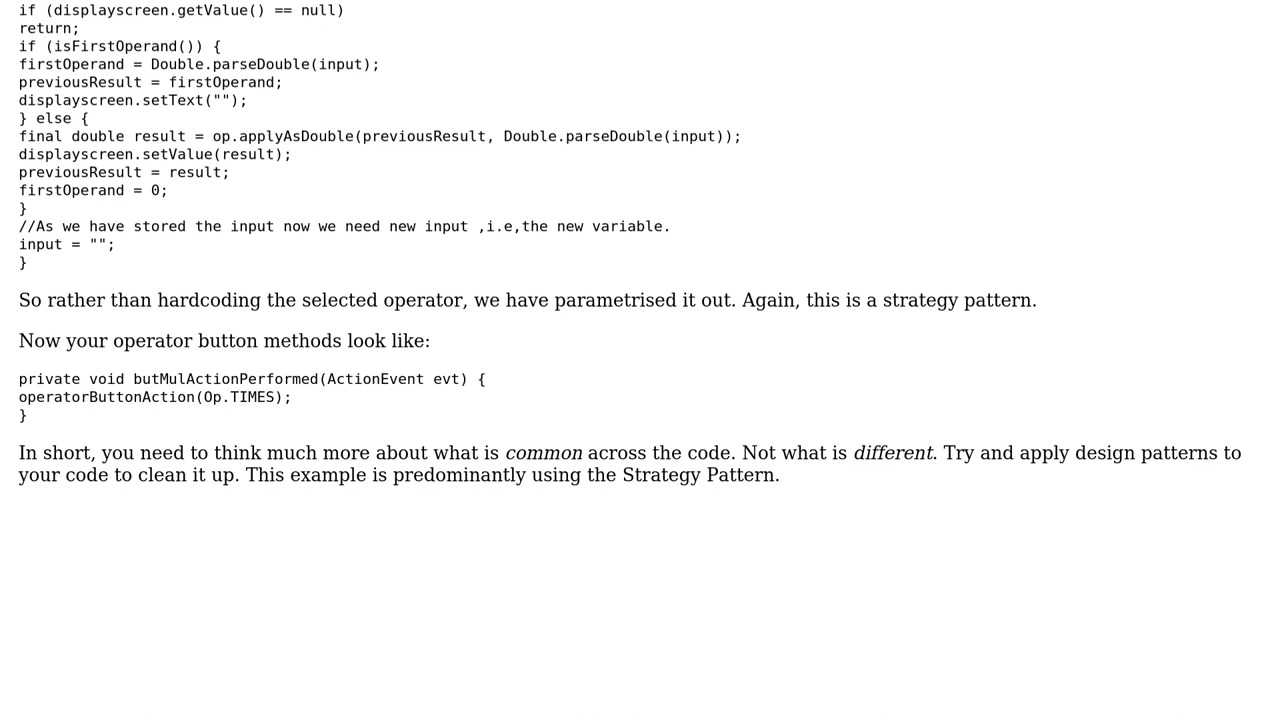 if (displayscreen.getValue() == null)
return;
if (isFirstOperand()) {
firstOperand = Double.parseDouble(input);
previousResult = firstOperand;
displayscreen.setText("");
} else {
final double result = op.applyAsDouble(previousResult, Double.parseDouble(input));
displayscreen.setValue(result);
previousResult = result;
firstOperand = 0;
}
//As we have stored the input now we need new input ,i.e,the new variable.
input = "";
}
So rather than hardcoding the selected operator, we have parametrised it out. Again, this is a strategy pattern.
Now your operator button methods look like:
private void butMulActionPerformed(ActionEvent evt) {
operatorButtonAction(Op.TIMES);
}
In short, you need to think much more about what is common across the code. Not what is different. Try and apply design patterns to
your code to clean it up. This example is predominantly using the Strategy Pattern.